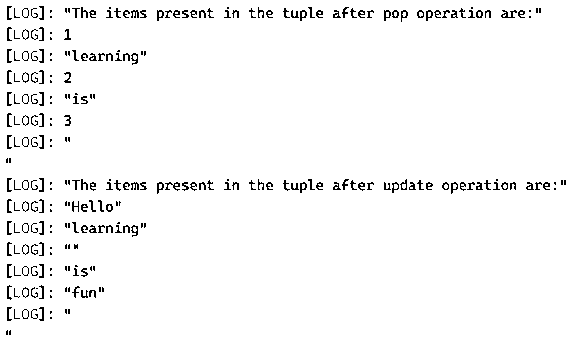 [LOG]: "The items present in the tuple after pop operation are:"
[LOG]: 1
[LOG]: "learning"
[LOG]: 2
[LOG]: "is"
[LOG]: 3
[LOG]: "
"
[LOG]: "The items present in the tuple after update operation are:"
[LOG]: "Hello"
[LOG]: "learning"
[LOG]: ""
[LOG]: "is"
[LOG]: "fun"
[LOG]: "
"